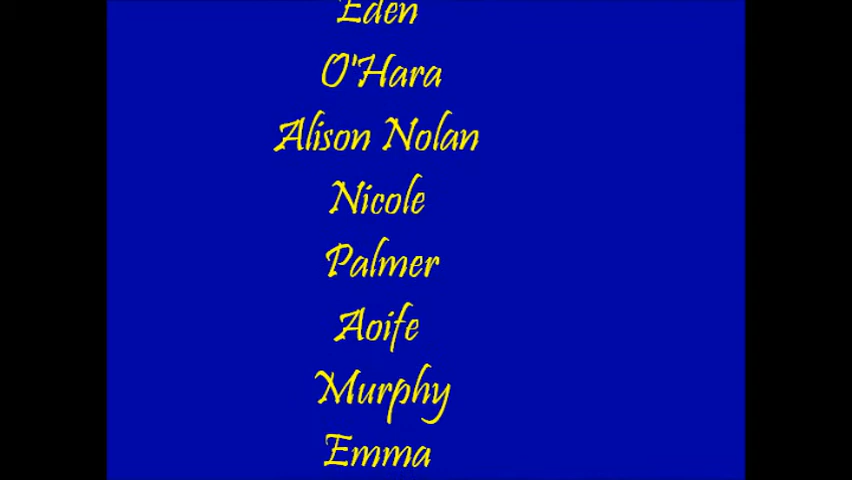 Eden
O'Hara
Alison Nolan
Nicole
Palmer
Aoife
Murphy
Emma